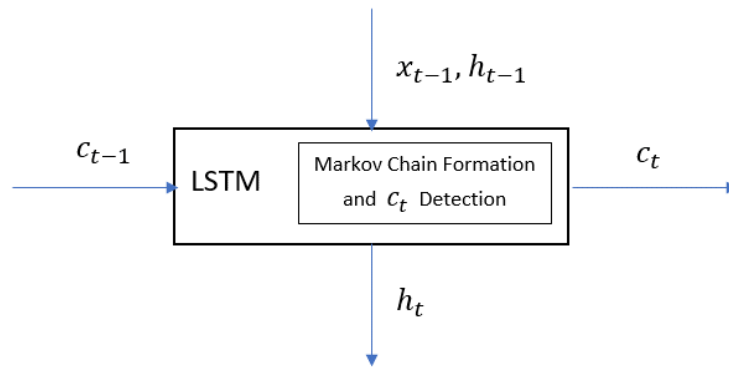 x_{t−1}, h_{t−1}
c_{t−1}
LSTM
Markov Chain Formation
and c_t Detection
c_t
h_t